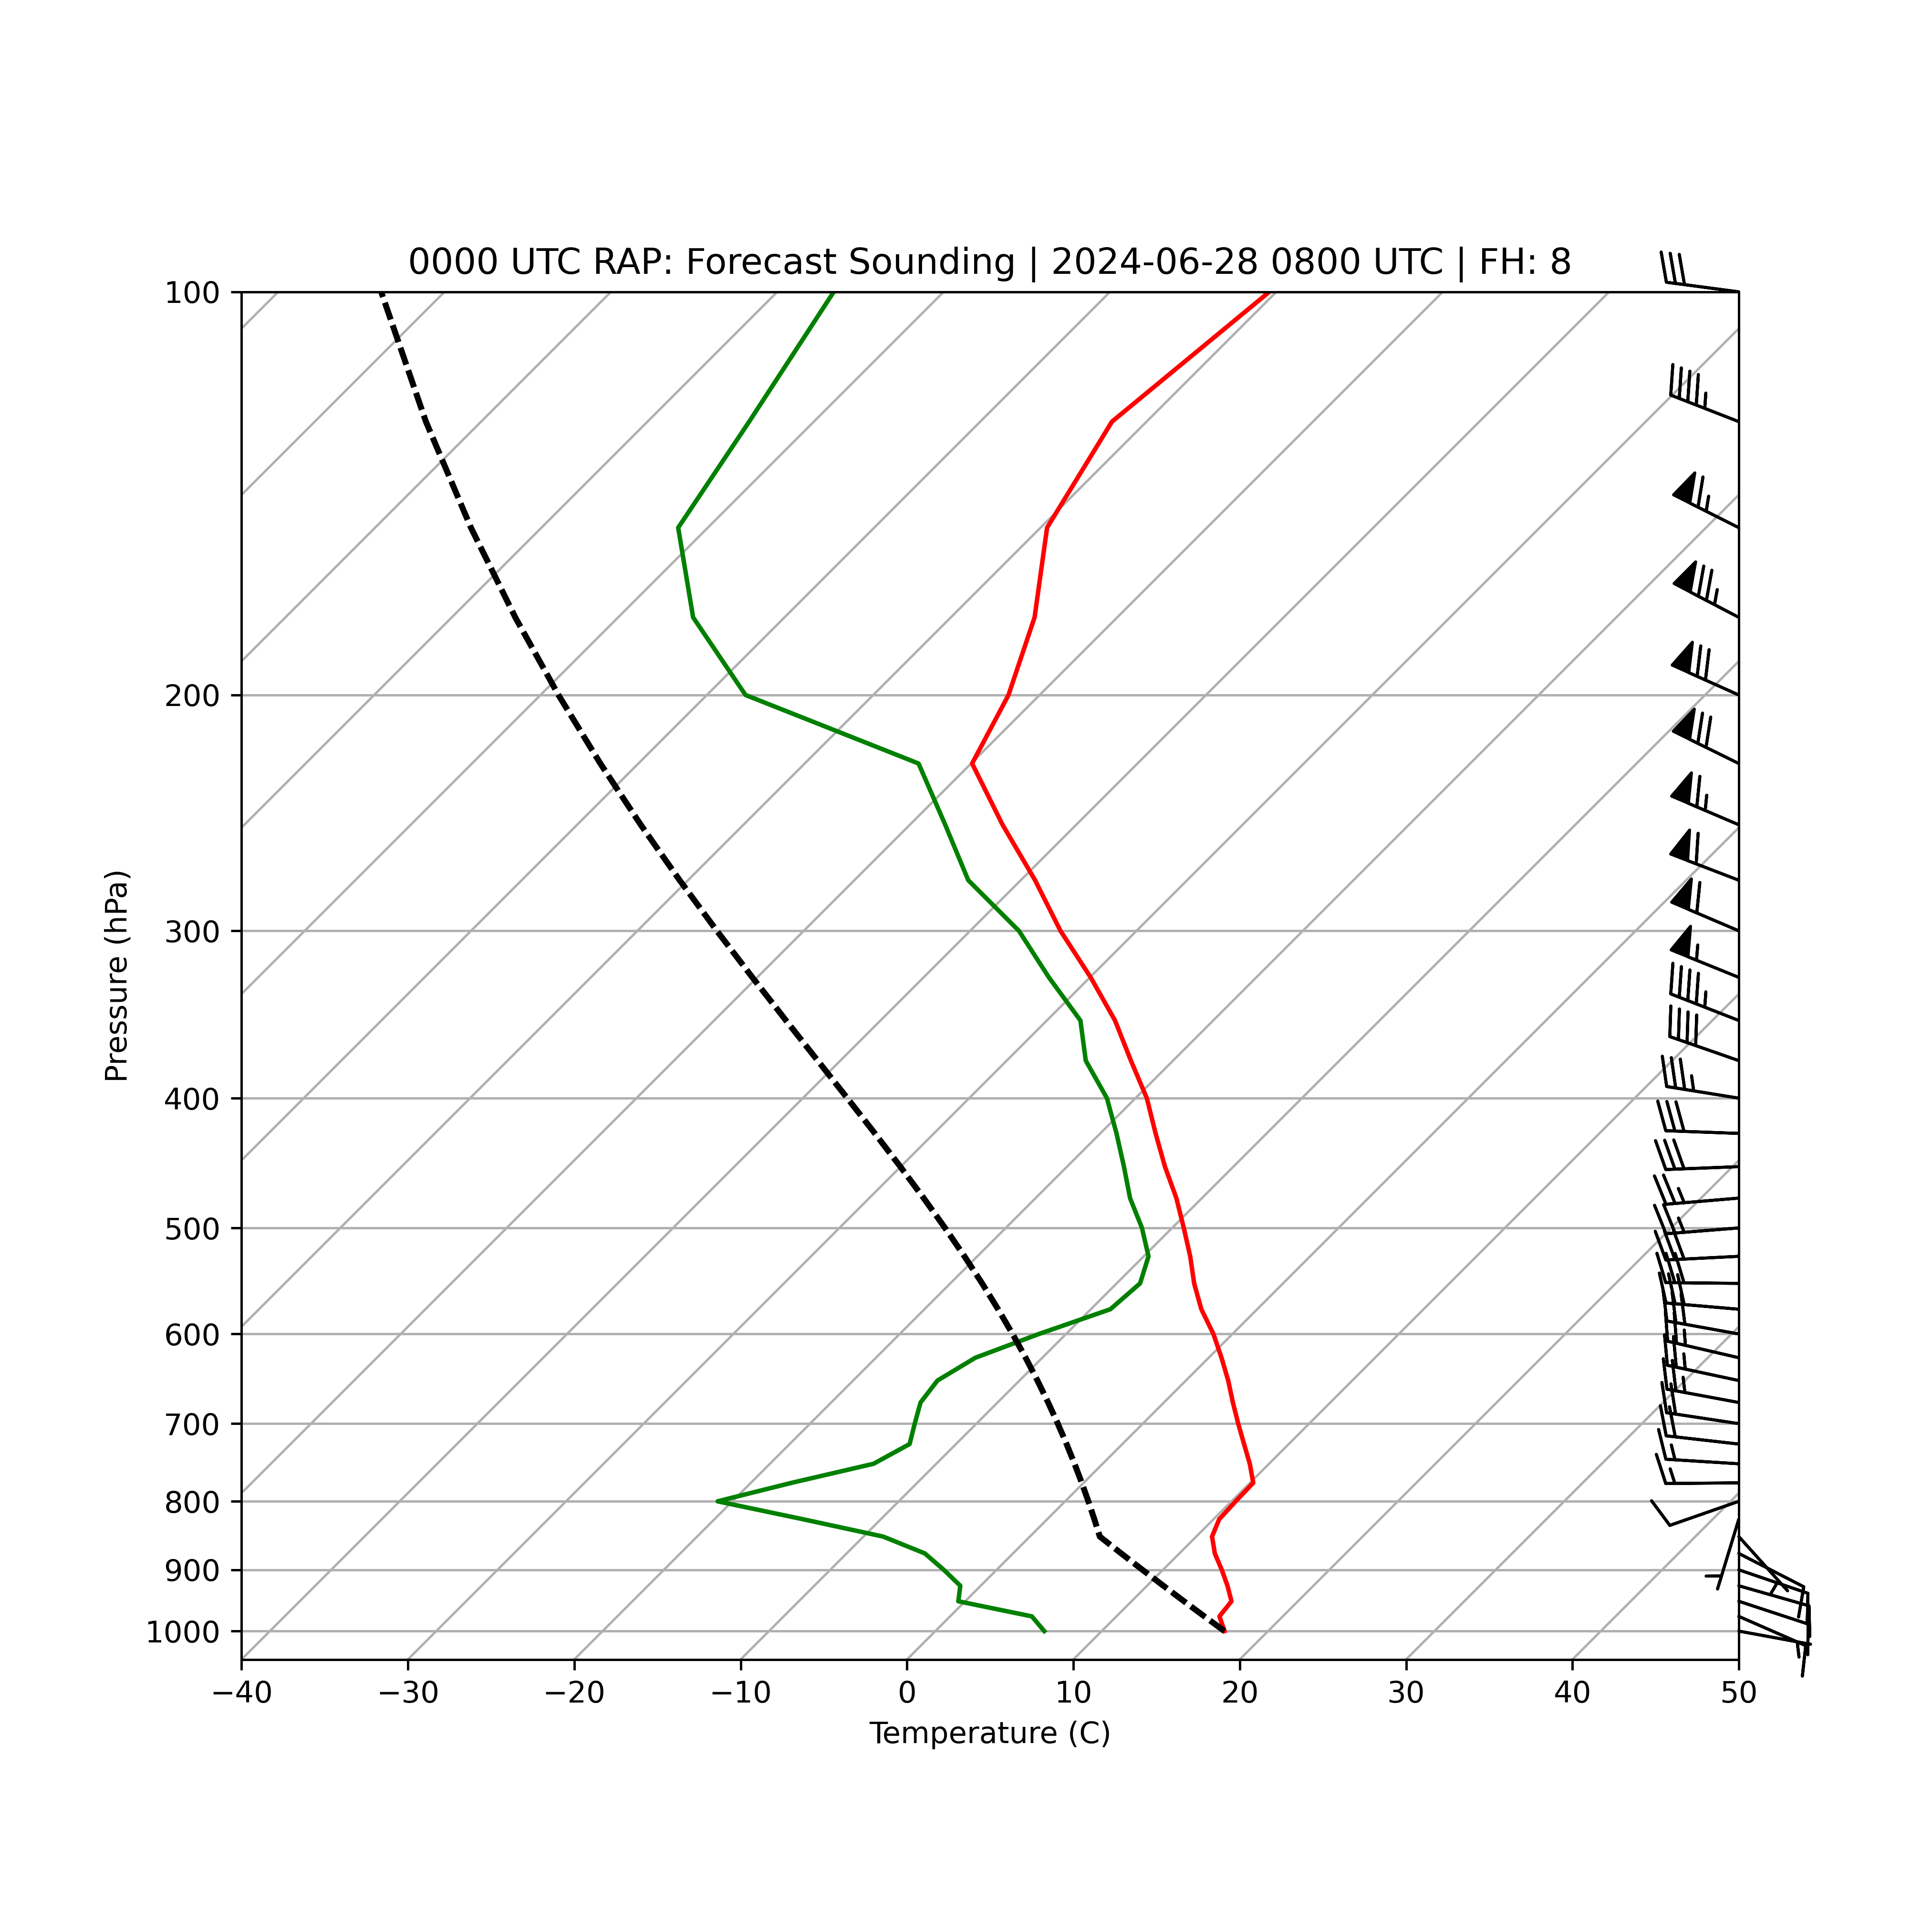 0000 UTC RAP: Forecast Sounding | 2024-06-28 0800 UTC | FH: 8
100
200
300
400
500
600
700
800
900
1000
Pressure (hPa)
−40 −30 −20 −10 0 10 20 30 40 50
Temperature (C)